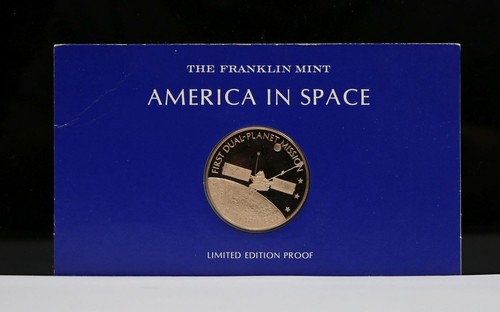 THE FRANKLIN MINT
AMERICA IN SPACE
FIRST DUAL-PLANET MISSION
LIMITED EDITION PROOF